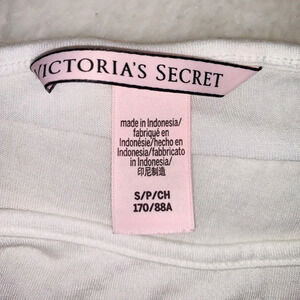 VICTORIA'S SECRET
made in Indonesia/
fabriqué en
Indonésie/hecho en
Indonesia/fabbricato
in Indonesia/
印尼制造
S/P/CH
170/88A